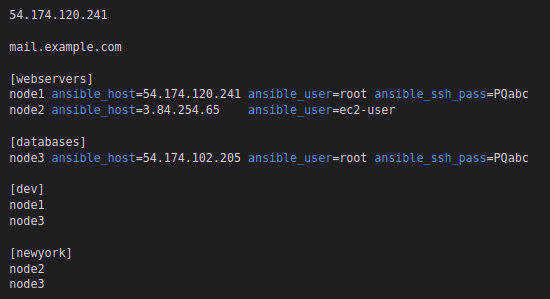 54.174.120.241
mail.example.com
[webservers]
node1 ansible_host=54.174.120.241 ansible_user=root ansible_ssh_pass=PQabc
node2 ansible_host=3.84.254.65    ansible_user=ec2-user
[databases]
node3 ansible_host=54.174.102.205 ansible_user=root ansible_ssh_pass=PQabc
[dev]
node1
node3
[newyork]
node2
node3